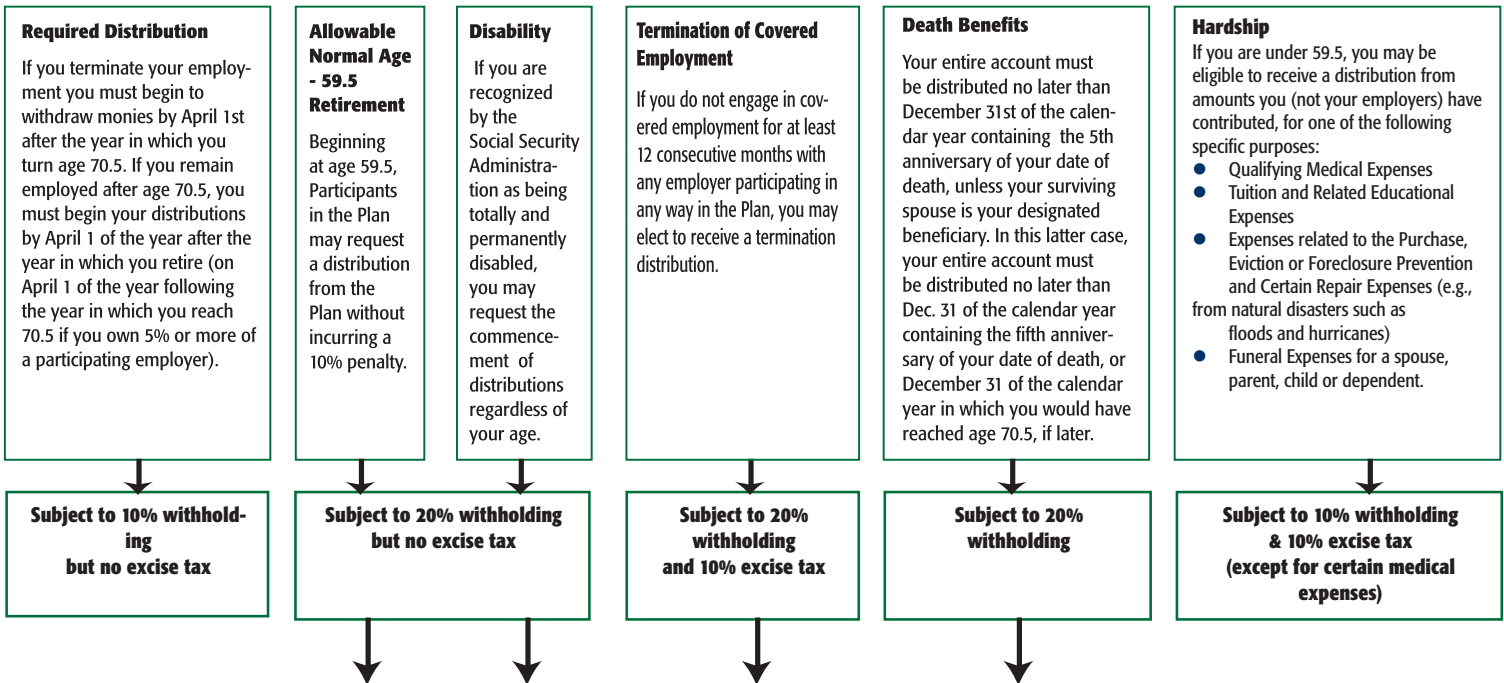 Required Distribution
If you terminate your employ-
ment you must begin to
withdraw monies by April 1st
after the year in which you
turn age 70.5. If you remain
employed after age 70.5, you
must begin your distributions
by April 1 of the year after the
year in which you retire (on
April 1 of the year following
the year in which you reach
70.5 if you own 5% or more of
a participating employer).
Subject to 10% withhold-
ing
but no excise tax
Allowable
Normal Age
- 59.5
Retirement
Beginning
at age 59.5,
Participants
in the Plan
may request
a distribution
from the
Plan without
incurring a
10% penalty.
Disability
If you are
recognized
by the
Social Security
Administra-
tion as being
totally and
permanently
disabled,
you may
request the
commence-
ment of
distributions
regardless of
your age.
Subject to 20% withholding
but no excise tax
Termination of Covered
Employment
If you do not engage in cov-
ered employment for at least
12 consecutive months with
any employer participating in
any way in the Plan, you may
elect to receive a termination
distribution.
Subject to 20%
withholding
and 10% excise tax
Death Benefits
Your entire account must
be distributed no later than
December 31st of the calen-
dar year containing the 5th
anniversary of your date of
death, unless your surviving
spouse is your designated
beneficiary. In this latter case,
your entire account must
be distributed no later than
Dec. 31 of the calendar year
containing the fifth anniver-
sary of your date of death, or
December 31 of the calendar
year in which you would have
reached age 70.5, if later.
Subject to 20%
withholding
Hardship
If you are under 59.5, you may be
eligible to receive a distribution from
amounts you (not your employers) have
contributed, for one of the following
specific purposes:
● Qualifying Medical Expenses
● Tuition and Related Educational
Expenses
● Expenses related to the Purchase,
Eviction or Foreclosure Prevention
and Certain Repair Expenses (e.g.,
from natural disasters such as
floods and hurricanes)
● Funeral Expenses for a spouse,
parent, child or dependent.
Subject to 10% withholding
& 10% excise tax
(except for certain medical
expenses)